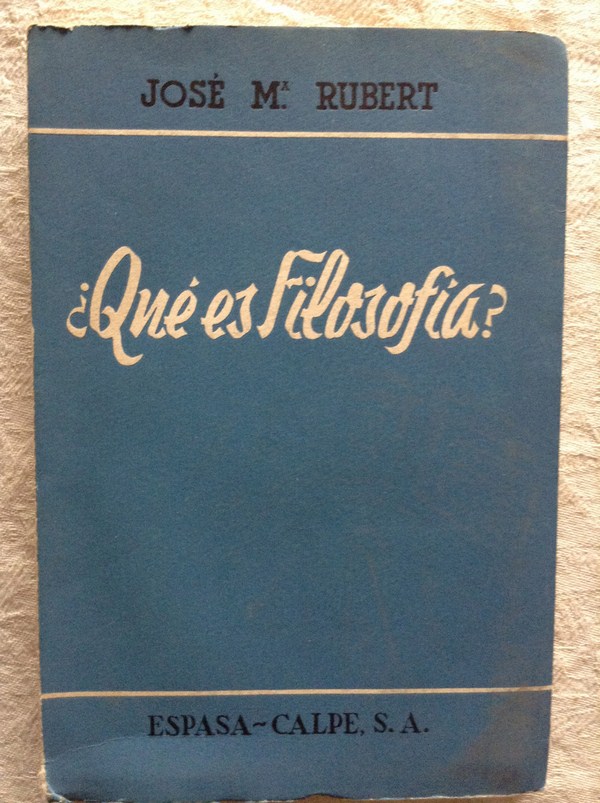 JOSÉ Mª. RUBERT
¿Qué es Filosofía?
ESPASA~CALPE, S. A.